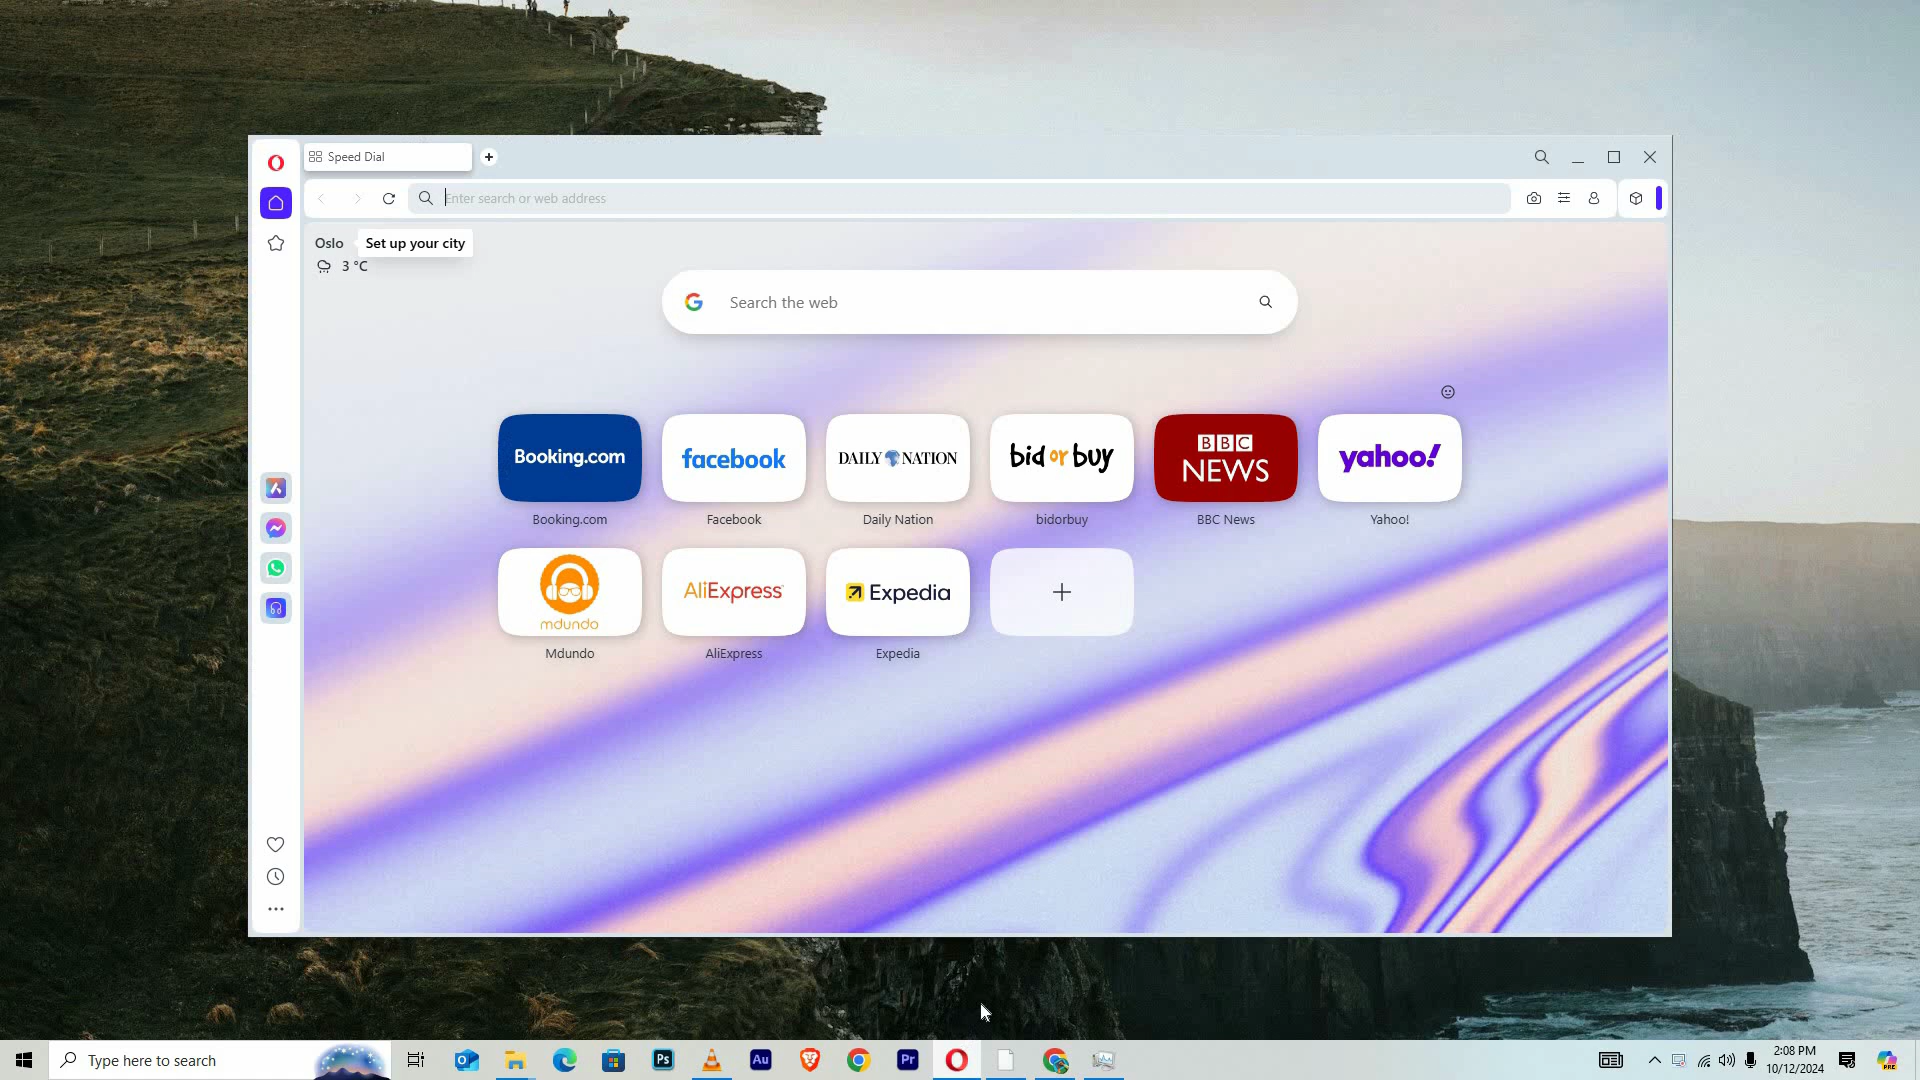 Speed Dial
Enter search or web address
Oslo
Set up your city
3 °C
Search the web
Booking.com
facebook
DAILY NATION
bid or buy
BBC
NEWS
yahoo!
Booking.com
Facebook
Daily Nation
bidorbuy
BBC News
Yahoo!
mdundo
AliExpress
Expedia
Mdundo
AliExpress
Expedia
Type here to search
Ps
Au
Pr
2:08 PM
10/12/2024
PRE